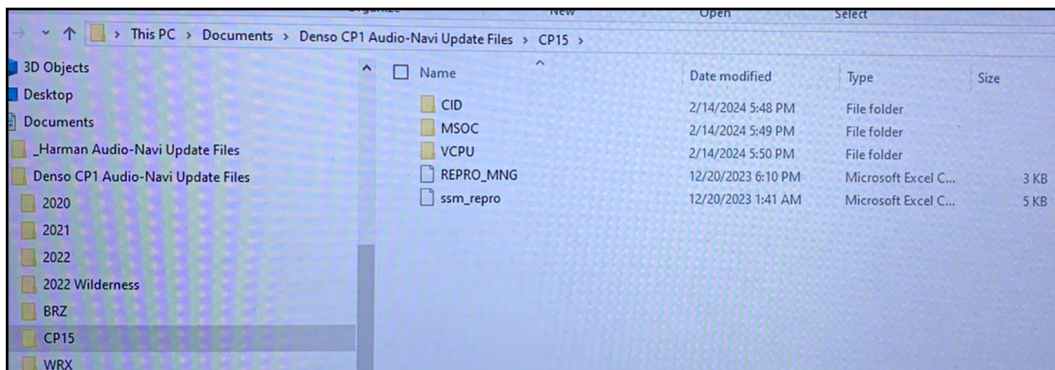 Organize New Open Select
This PC > Documents > Denso CP1 Audio-Navi Update Files > CP15 >
3D Objects
Desktop
Documents
_Harman Audio-Navi Update Files
Denso CP1 Audio-Navi Update Files
2020
2021
2022
2022 Wilderness
BRZ
CP15
WRX
Name Date modified Type Size
CID 2/14/2024 5:48 PM File folder
MSOC 2/14/2024 5:49 PM File folder
VCPU 2/14/2024 5:50 PM File folder
REPRO_MNG 12/20/2023 6:10 PM Microsoft Excel C... 3 KB
ssm_repro 12/20/2023 1:41 AM Microsoft Excel C... 5 KB